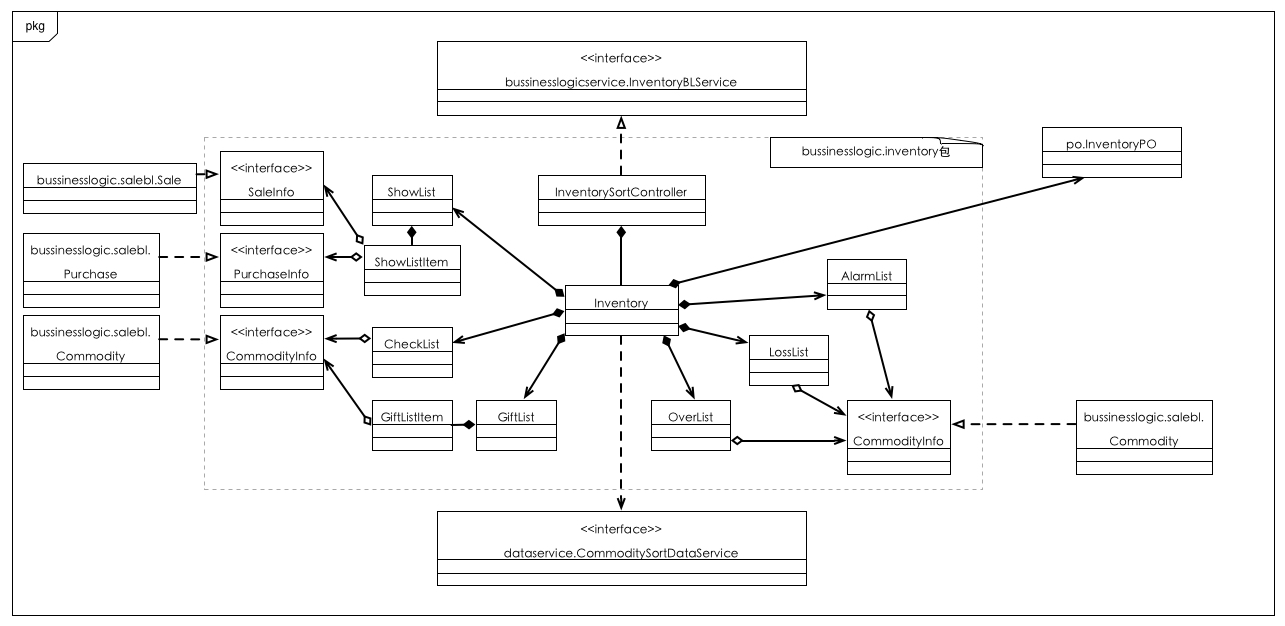 pkg
<<interface>>
bussinesslogicservice.InventoryBLService
bussinesslogic.inventory包
po.InventoryPO
bussinesslogic.salebl.Sale
<<interface>>
SaleInfo
ShowList
InventorySortController
bussinesslogic.salebl.
Purchase
<<interface>>
PurchaseInfo
ShowListItem
AlarmList
Inventory
bussinesslogic.salebl.
Commodity
<<interface>>
CommodityInfo
CheckList
LossList
GiftListItem
GiftList
OverList
<<interface>>
CommodityInfo
bussinesslogic.salebl.
Commodity
<<interface>>
dataservice.CommoditySortDataService